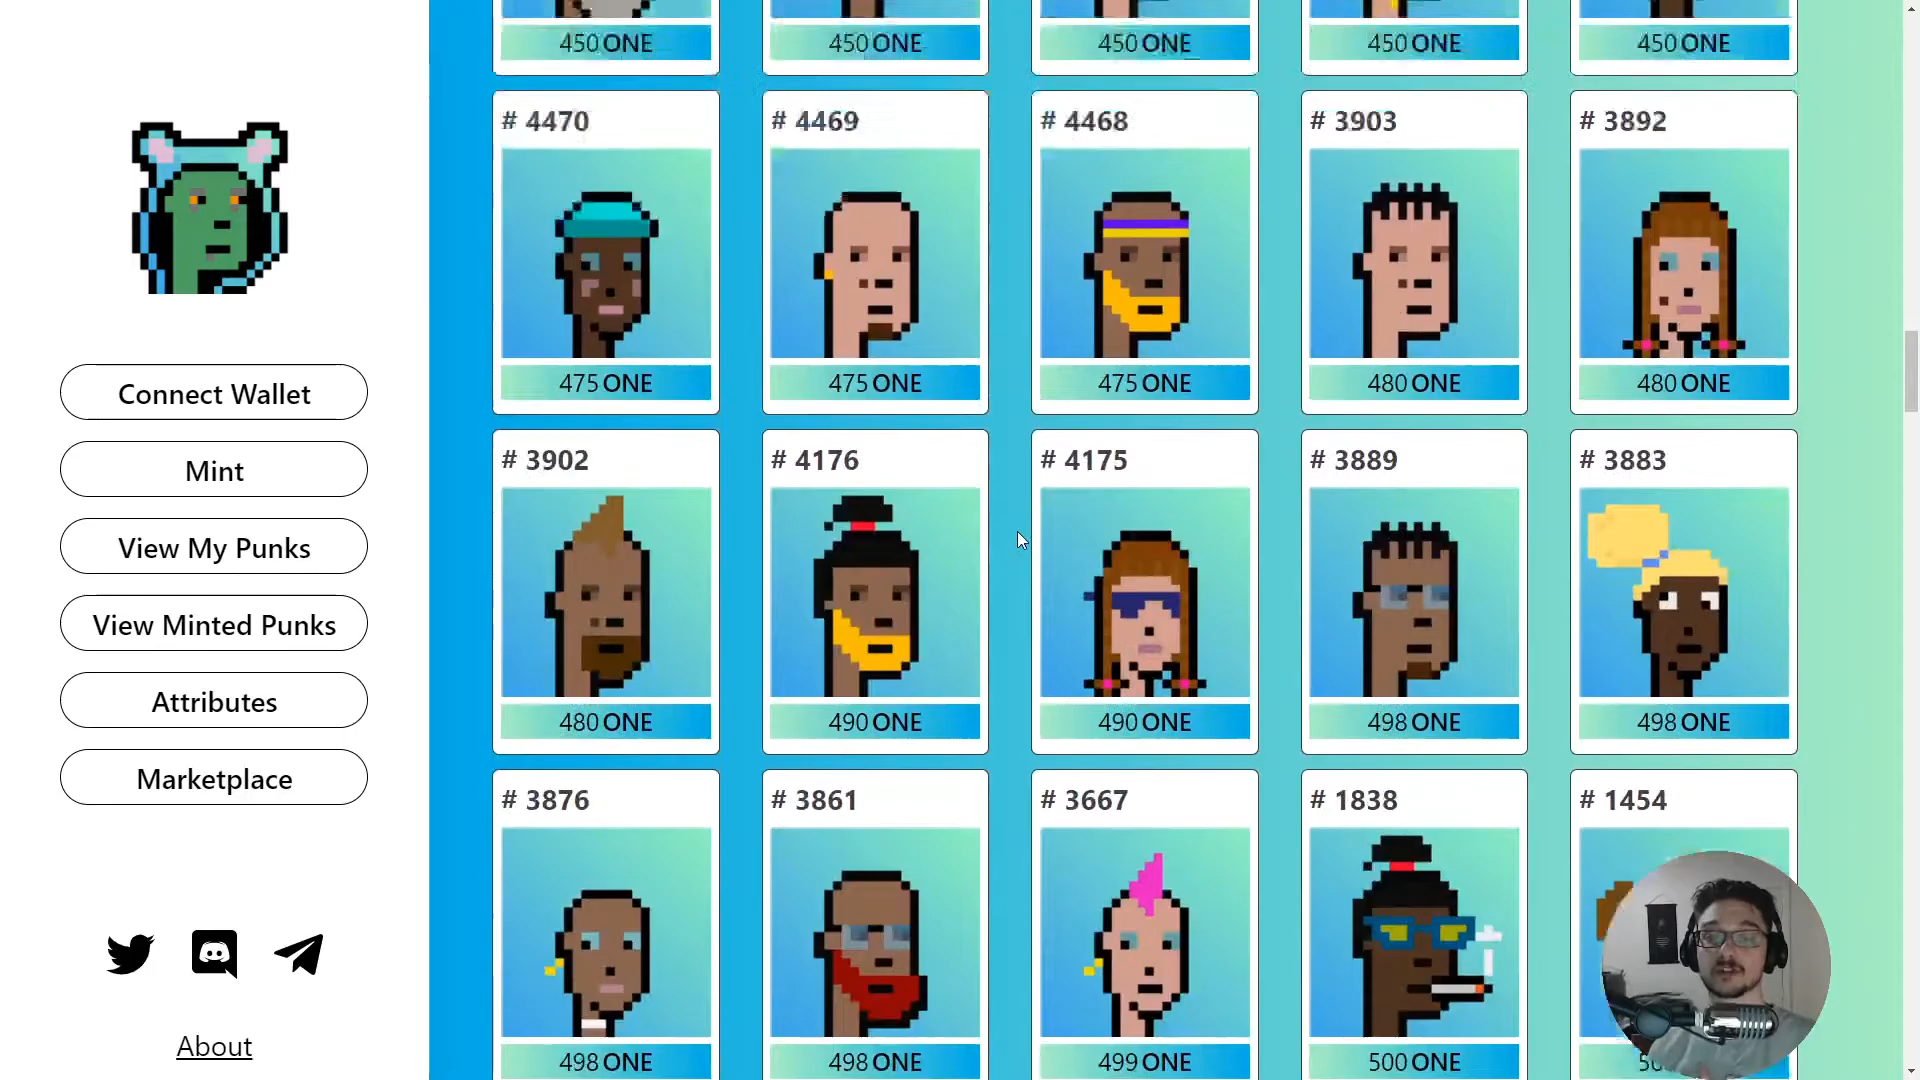 Connect Wallet
Mint
View My Punks
View Minted Punks
Attributes
Marketplace
About
450 ONE
450 ONE
450 ONE
450 ONE
450 ONE
# 4470
# 4469
# 4468
# 3903
# 3892
475 ONE
475 ONE
475 ONE
480 ONE
480 ONE
# 3902
# 4176
# 4175
# 3889
# 3883
480 ONE
490 ONE
490 ONE
498 ONE
498 ONE
# 3876
# 3861
# 3667
# 1838
# 1454
498 ONE
498 ONE
499 ONE
500 ONE